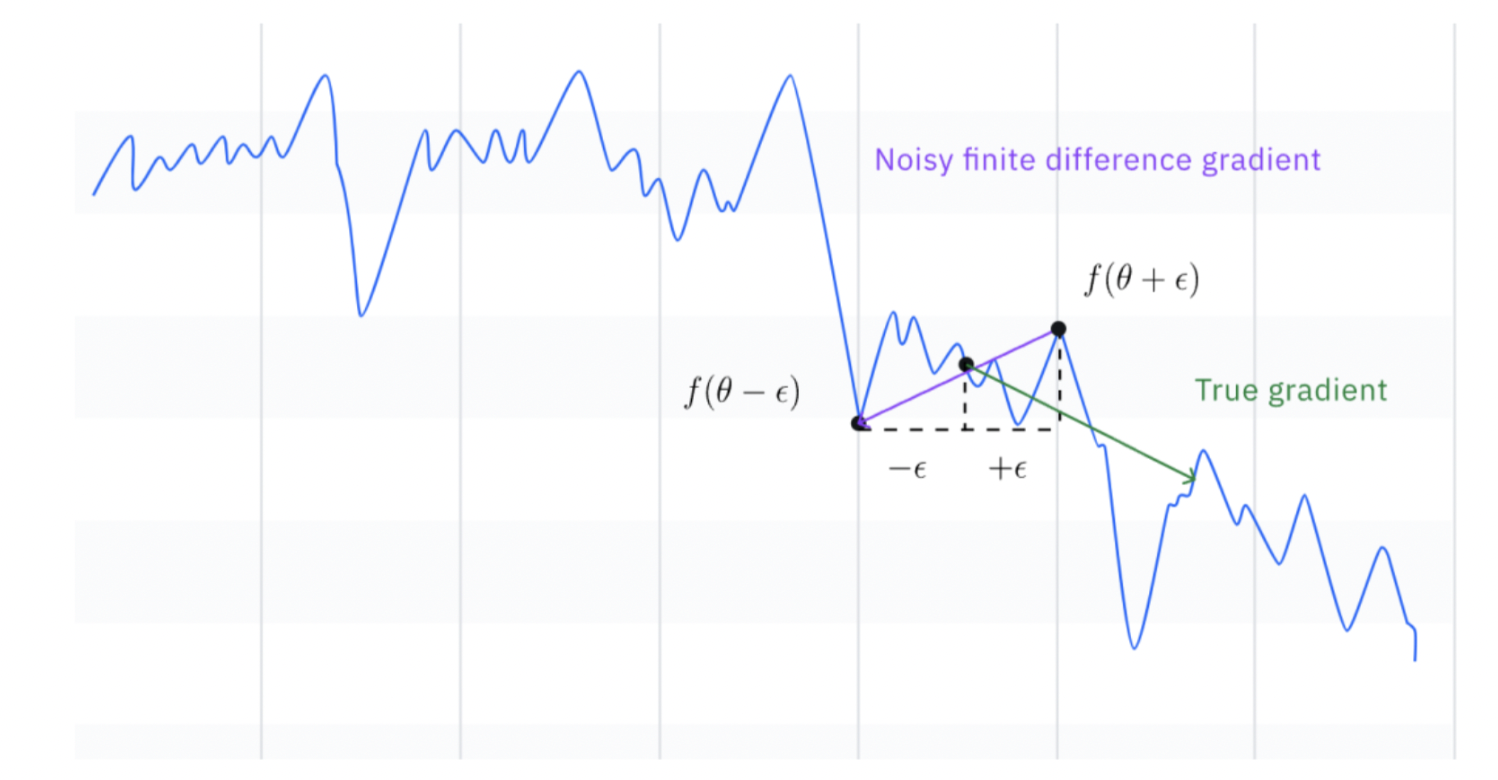 Noisy finite difference gradient
f(θ + ϵ)
f(θ − ϵ)
True gradient
−ϵ
+ϵ